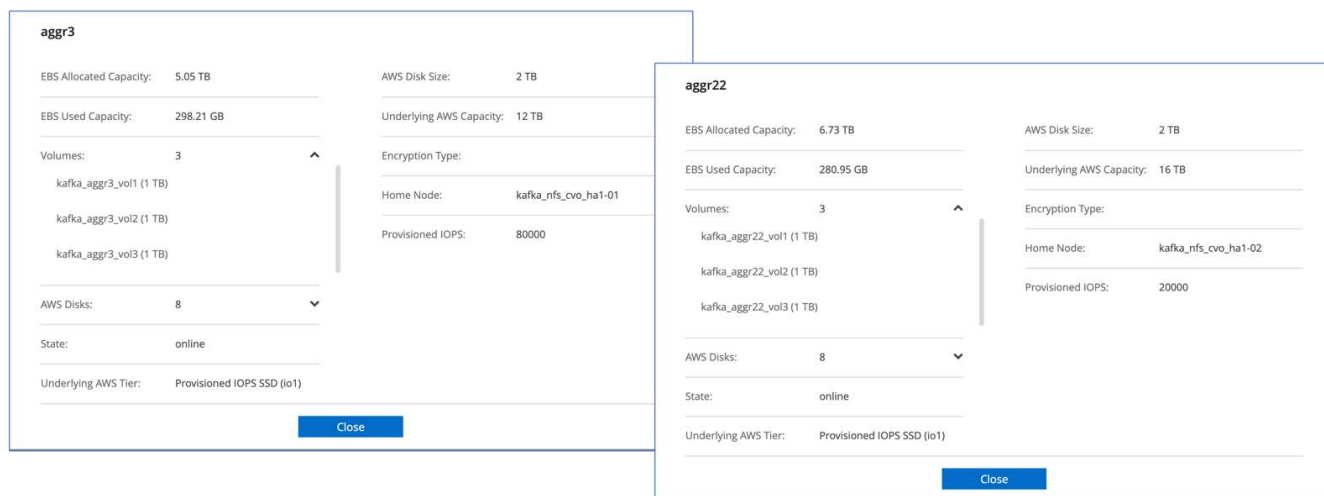 aggr3
EBS Allocated Capacity: 5.05 TB
AWS Disk Size: 2 TB
EBS Used Capacity: 298.21 GB
Underlying AWS Capacity: 12 TB
Volumes: 3
Encryption Type:
kafka_aggr3_vol1 (1 TB)
Home Node: kafka_nfs_cvo_ha1-01
kafka_aggr3_vol2 (1 TB)
Provisioned IOPS: 80000
kafka_aggr3_vol3 (1 TB)
AWS Disks: 8
State: online
Underlying AWS Tier: Provisioned IOPS SSD (io1)
Close
aggr22
EBS Allocated Capacity: 6.73 TB
AWS Disk Size: 2 TB
EBS Used Capacity: 280.95 GB
Underlying AWS Capacity: 16 TB
Volumes: 3
Encryption Type:
kafka_aggr22_vol1 (1 TB)
Home Node: kafka_nfs_cvo_ha1-02
kafka_aggr22_vol2 (1 TB)
Provisioned IOPS: 20000
kafka_aggr22_vol3 (1 TB)
AWS Disks: 8
State: online
Underlying AWS Tier: Provisioned IOPS SSD (io1)
Close